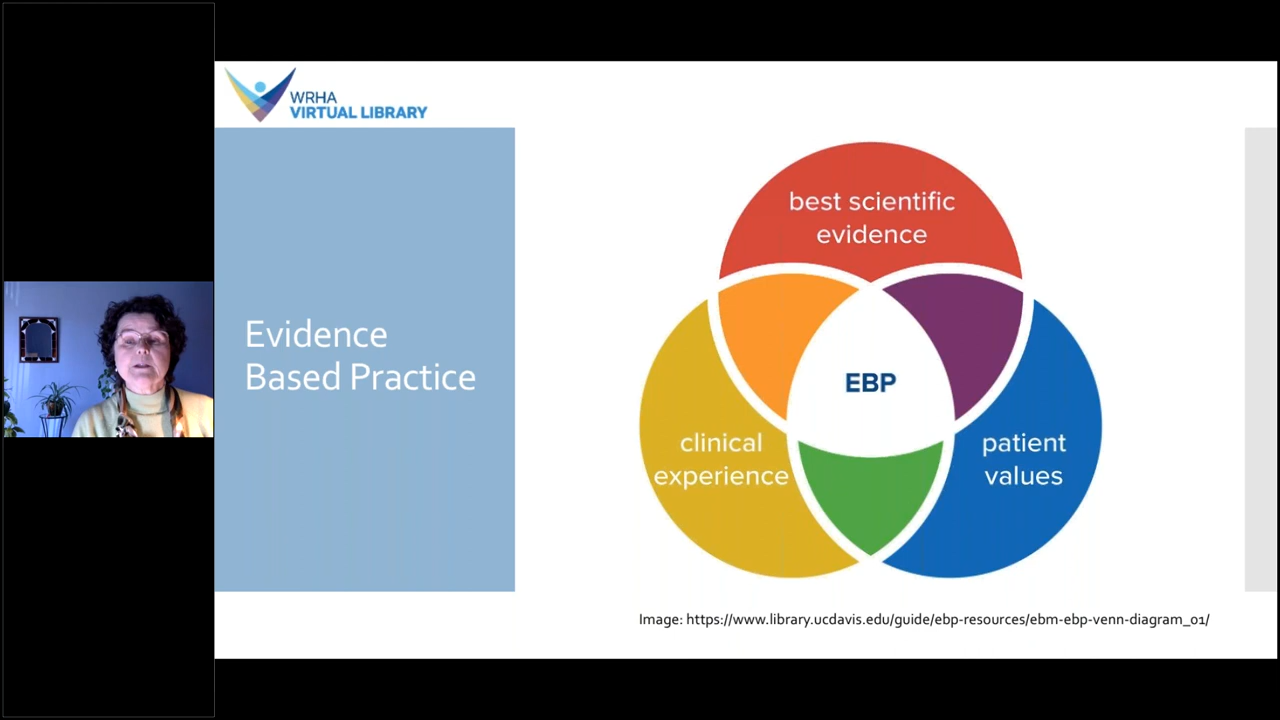 WRHA
VIRTUAL LIBRARY
Evidence
Based Practice
best scientific
evidence
EBP
clinical
experience
patient
values
Image: https://www.library.ucdavis.edu/guide/ebp-resources/ebm-ebp-venn-diagram_01/